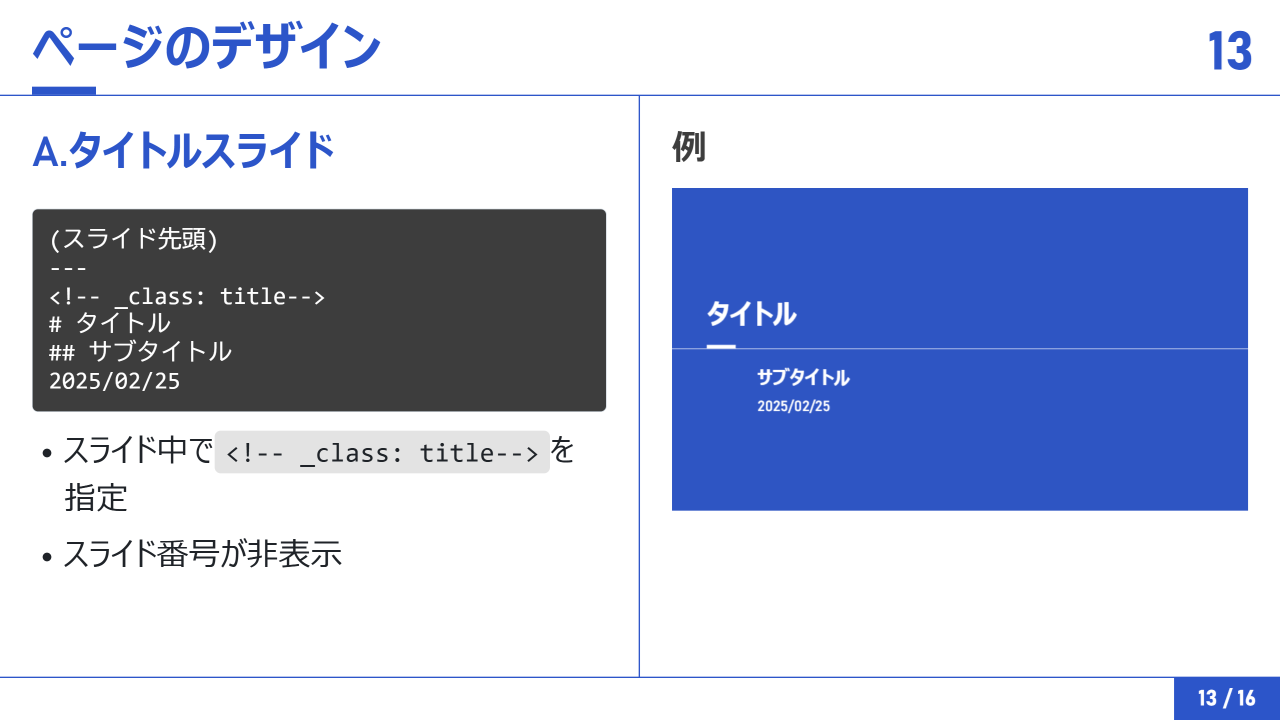 ページのデザイン
13
A.タイトルスライド
(スライド先頭)
---
<!-- _class: title-->
# タイトル
## サブタイトル
2025/02/25
• スライド中で <!-- _class: title--> を
指定
• スライド番号が非表示
例
タイトル
サブタイトル
2025/02/25
13 / 16